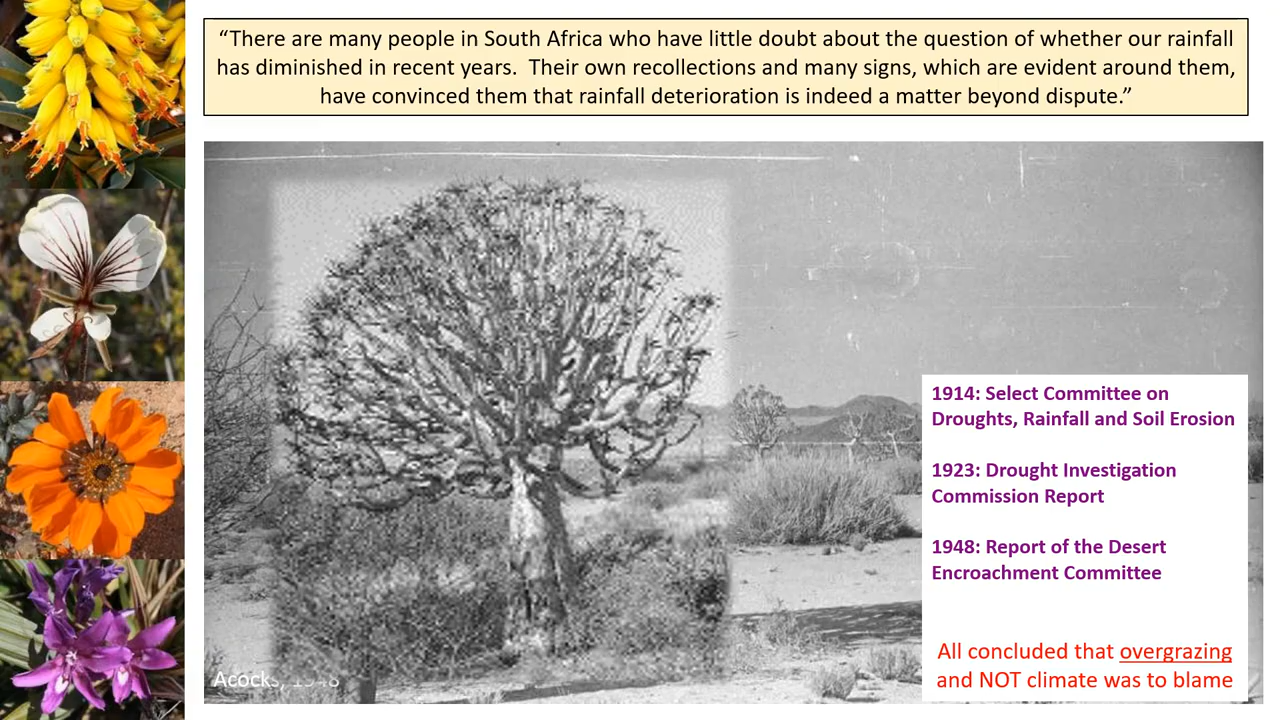 “There are many people in South Africa who have little doubt about the question of whether our rainfall
has diminished in recent years.  Their own recollections and many signs, which are evident around them,
have convinced them that rainfall deterioration is indeed a matter beyond dispute.”
1914: Select Committee on
Droughts, Rainfall and Soil Erosion
1923: Drought Investigation
Commission Report
1948: Report of the Desert
Encroachment Committee
All concluded that overgrazing
and NOT climate was to blame
Acocks, 1948